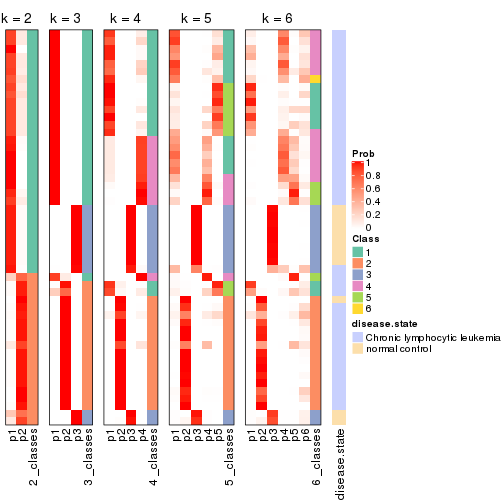 k = 2 k = 3 k = 4 k = 5 k = 6
Prob
1
0.8
0.6
0.4
0.2
0
Class
1
2
3
4
5
6
disease.state
Chronic lymphocytic leukemia
normal control
p1 p2 2_classes p1 p2 p3 3_classes p1 p2 p3 p4 4_classes p1 p2 p3 p4 p5 5_classes p1 p2 p3 p4 p5 p6 6_classes disease.state